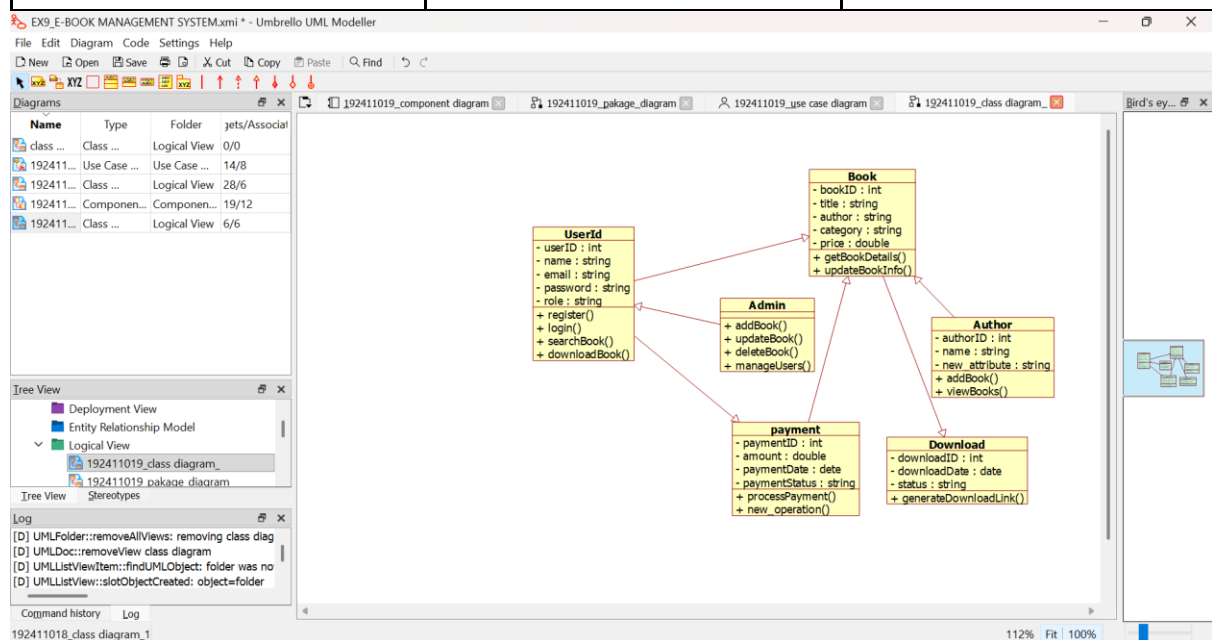 EX9_E-BOOK MANAGEMENT SYSTEM.xmi * - Umbrello UML Modeller
File Edit Diagram Code Settings Help
New Open Save Cut Copy Paste Find
XYZ XYZ
Diagrams
Name Type Folder gets/Associat
class ... Class ... Logical View 0/0
192411... Use Case ... Use Case ... 14/8
192411... Class ... Logical View 28/6
192411... Componen... Componen... 19/12
192411... Class ... Logical View 6/6
Tree View
Deployment View
Entity Relationship Model
Logical View
192411019_class diagram_
192411019_pakage_diagram
Tree View Stereotypes
Log
[D] UMLFolder::removeAllViews: removing class diag
[D] UMLDoc::removeView class diagram
[D] UMLListViewItem::findUMLObject: folder was no
[D] UMLListView::slotObjectCreated: object=folder
Command history Log
192411018_class diagram_1
192411019_component diagram 192411019_pakage_diagram 192411019_use case diagram 192411019_class diagram_
Book
- bookID : int
- title : string
- author : string
- category : string
- price : double
+ getBookDetails()
+ updateBookInfo()
UserId
- userID : int
- name : string
- email : string
- password : string
- role : string
+ register()
+ login()
+ searchBook()
+ downloadBook()
Admin
+ addBook()
+ updateBook()
+ deleteBook()
+ manageUsers()
Author
- authorID : int
- name : string
- new_attribute : string
+ addBook()
+ viewBooks()
payment
- paymentID : int
- amount : double
- paymentDate : dete
- paymentStatus : string
+ processPayment()
+ new_operation()
Download
- downloadID : int
- downloadDate : date
- status : string
+ generateDownloadLink()
Bird's ey...
112% Fit 100%